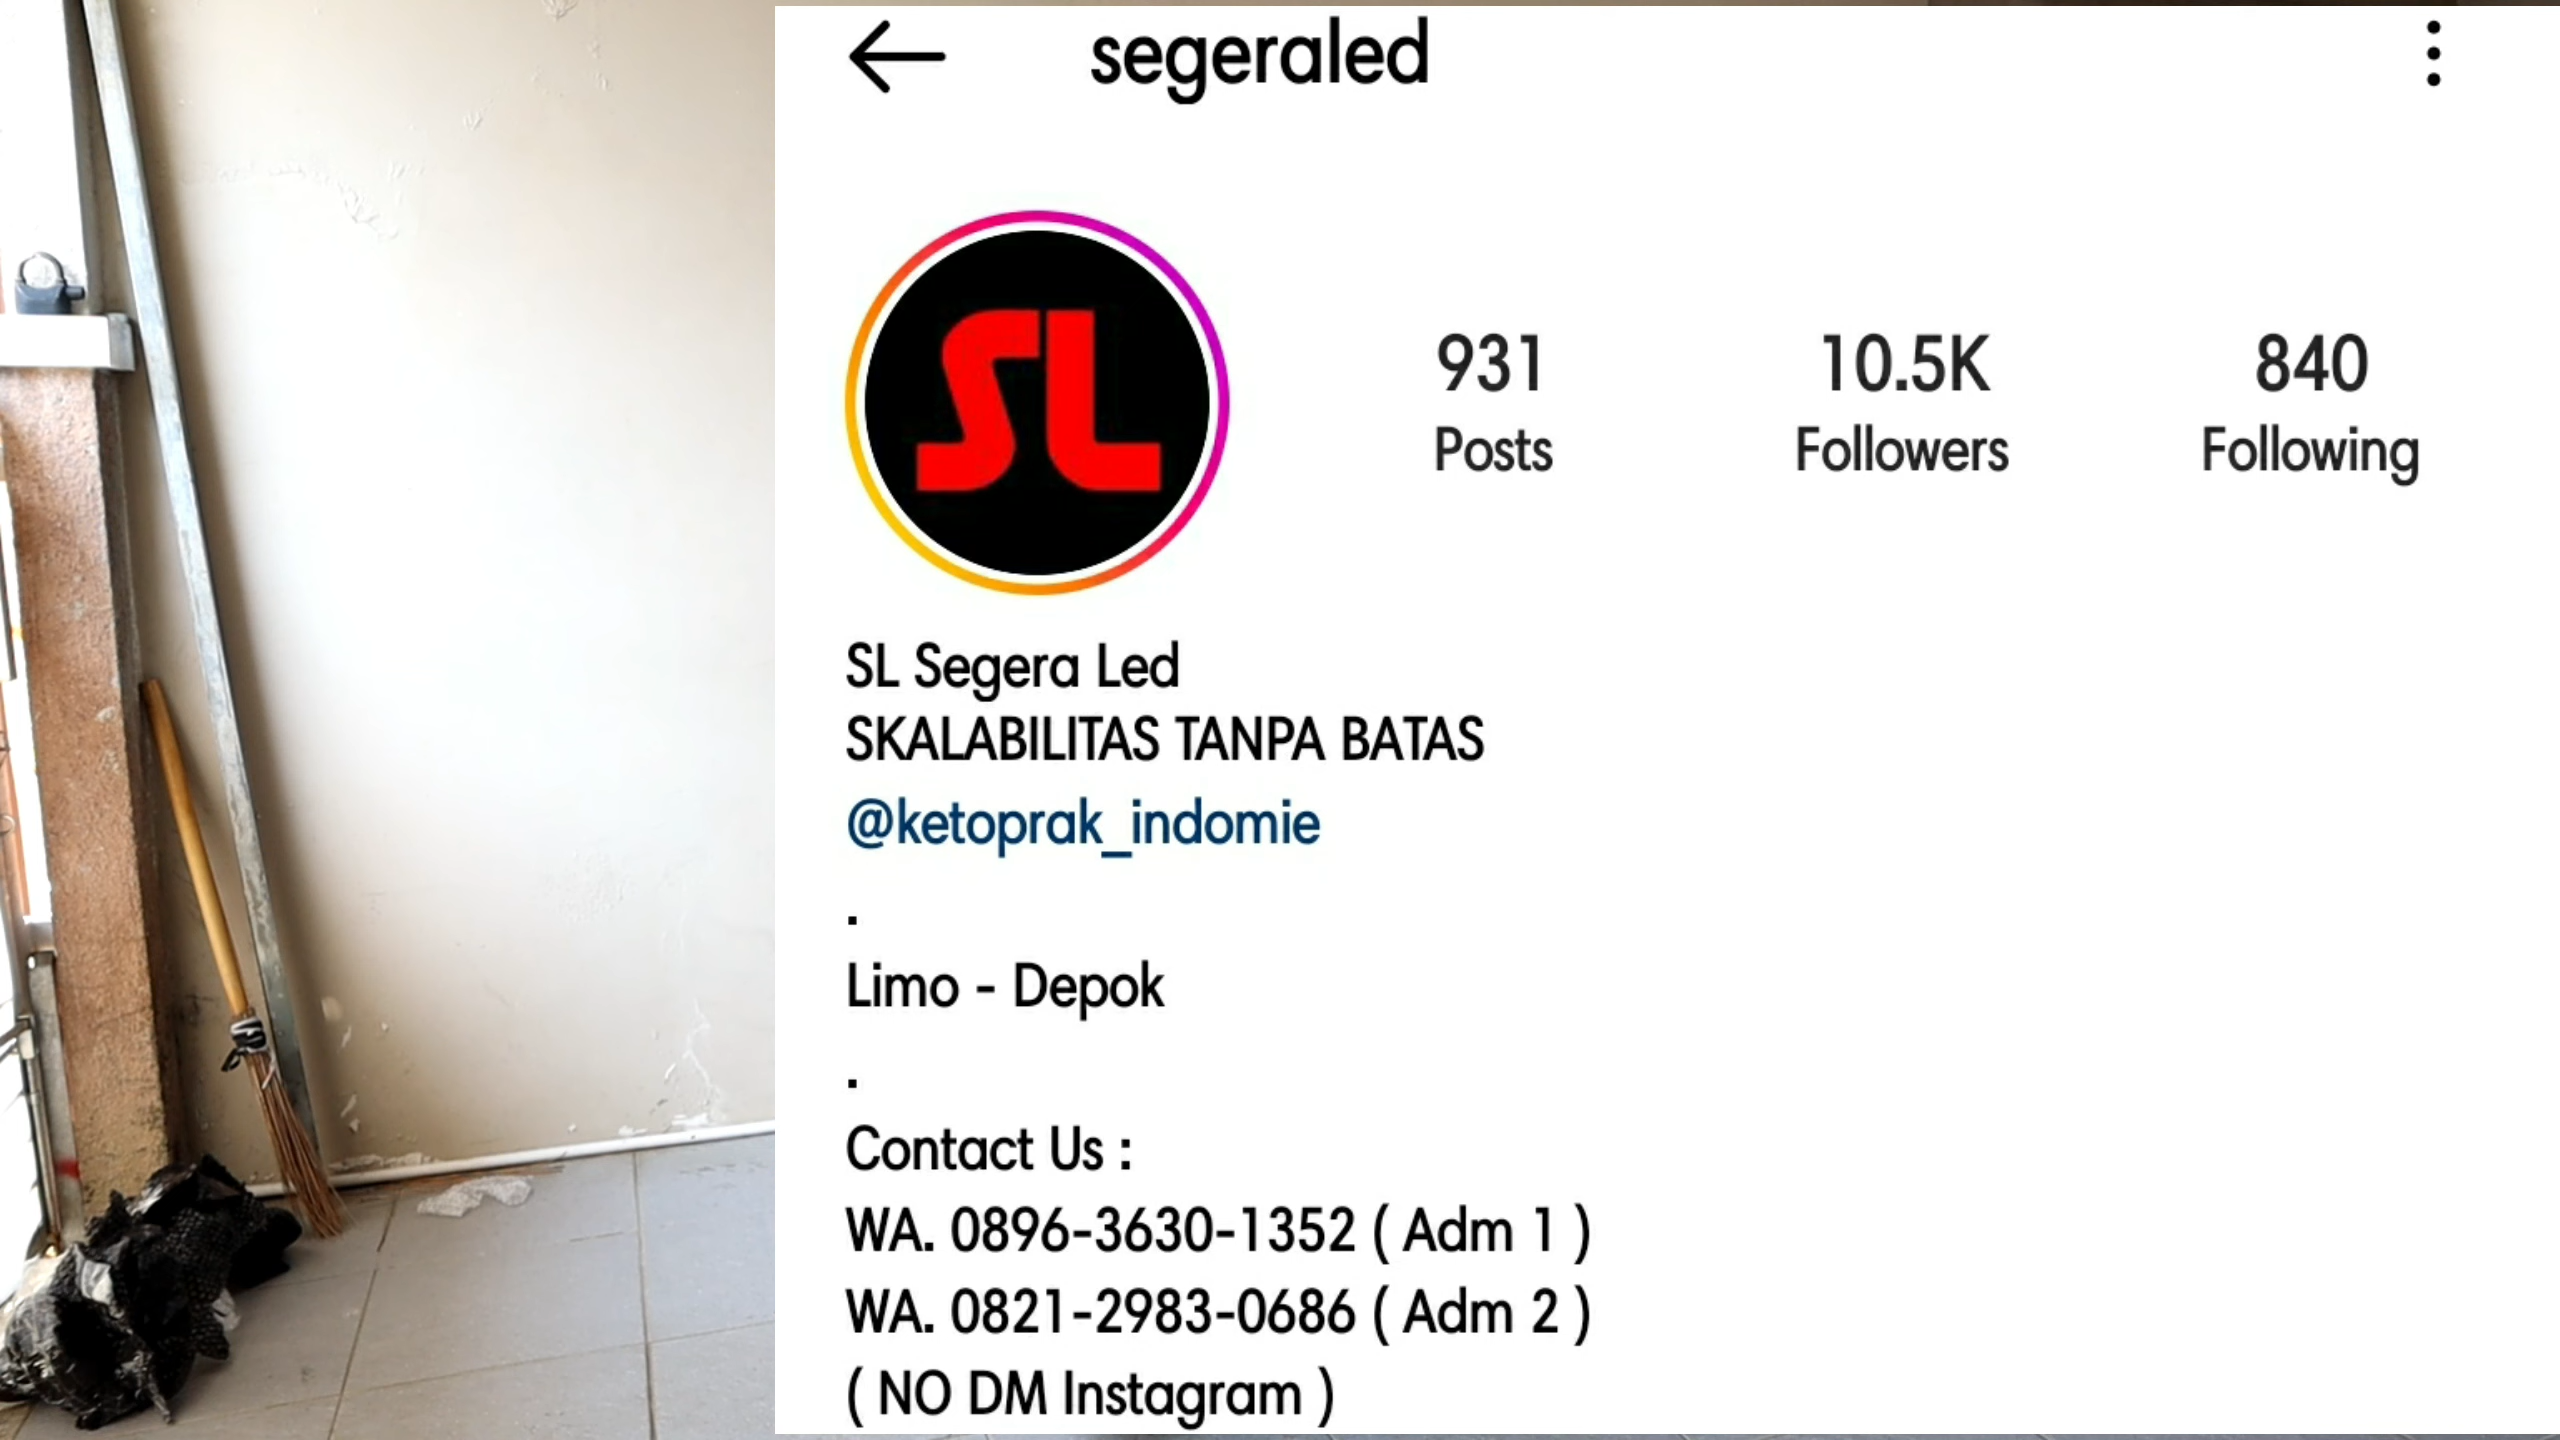 segeraled
SL
931
Posts
10.5K
Followers
840
Following
SL Segera Led
SKALABILITAS TANPA BATAS
@ketoprak_indomie
.
Limo - Depok
.
Contact Us :
WA. 0896-3630-1352 ( Adm 1 )
WA. 0821-2983-0686 ( Adm 2 )
( NO DM Instagram )